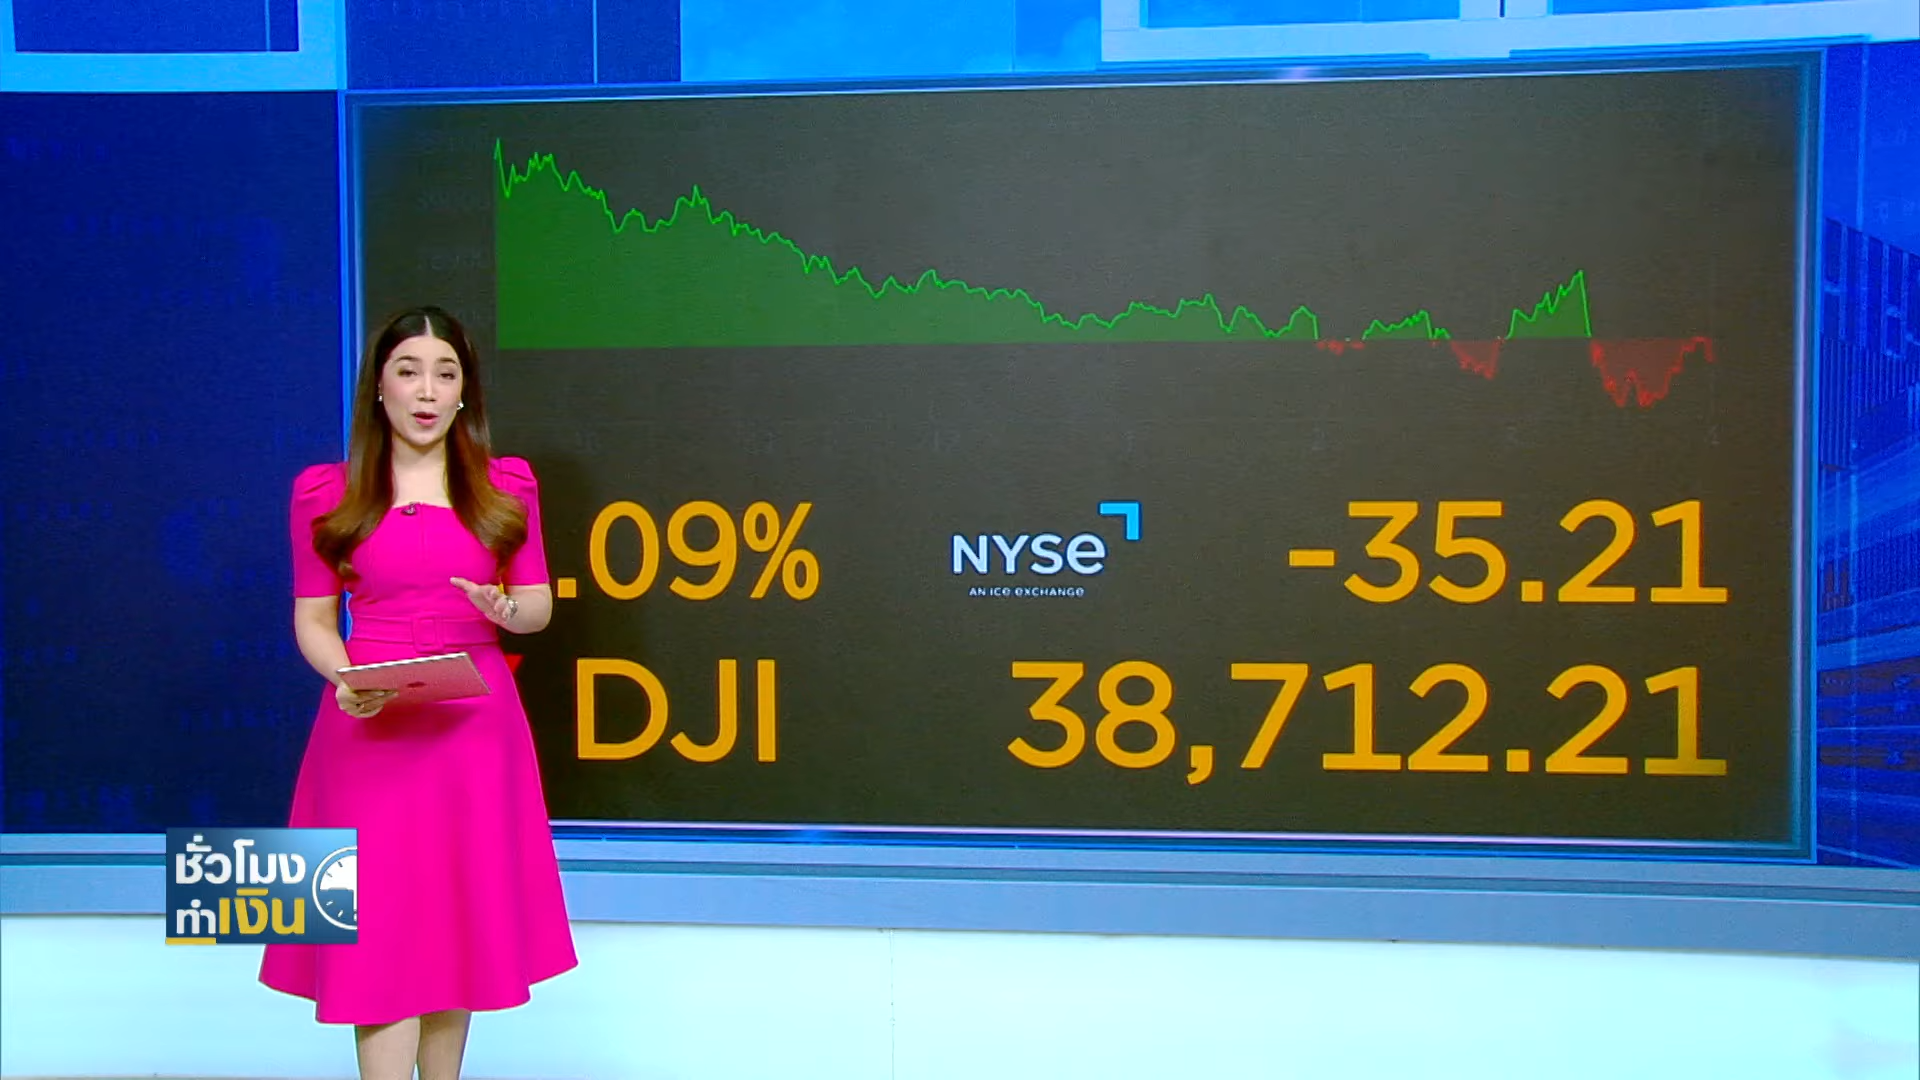 .09%
NYSE
AN ICE EXCHANGE
-35.21
DJI
38,712.21
ชั่วโมง
ทำเงิน